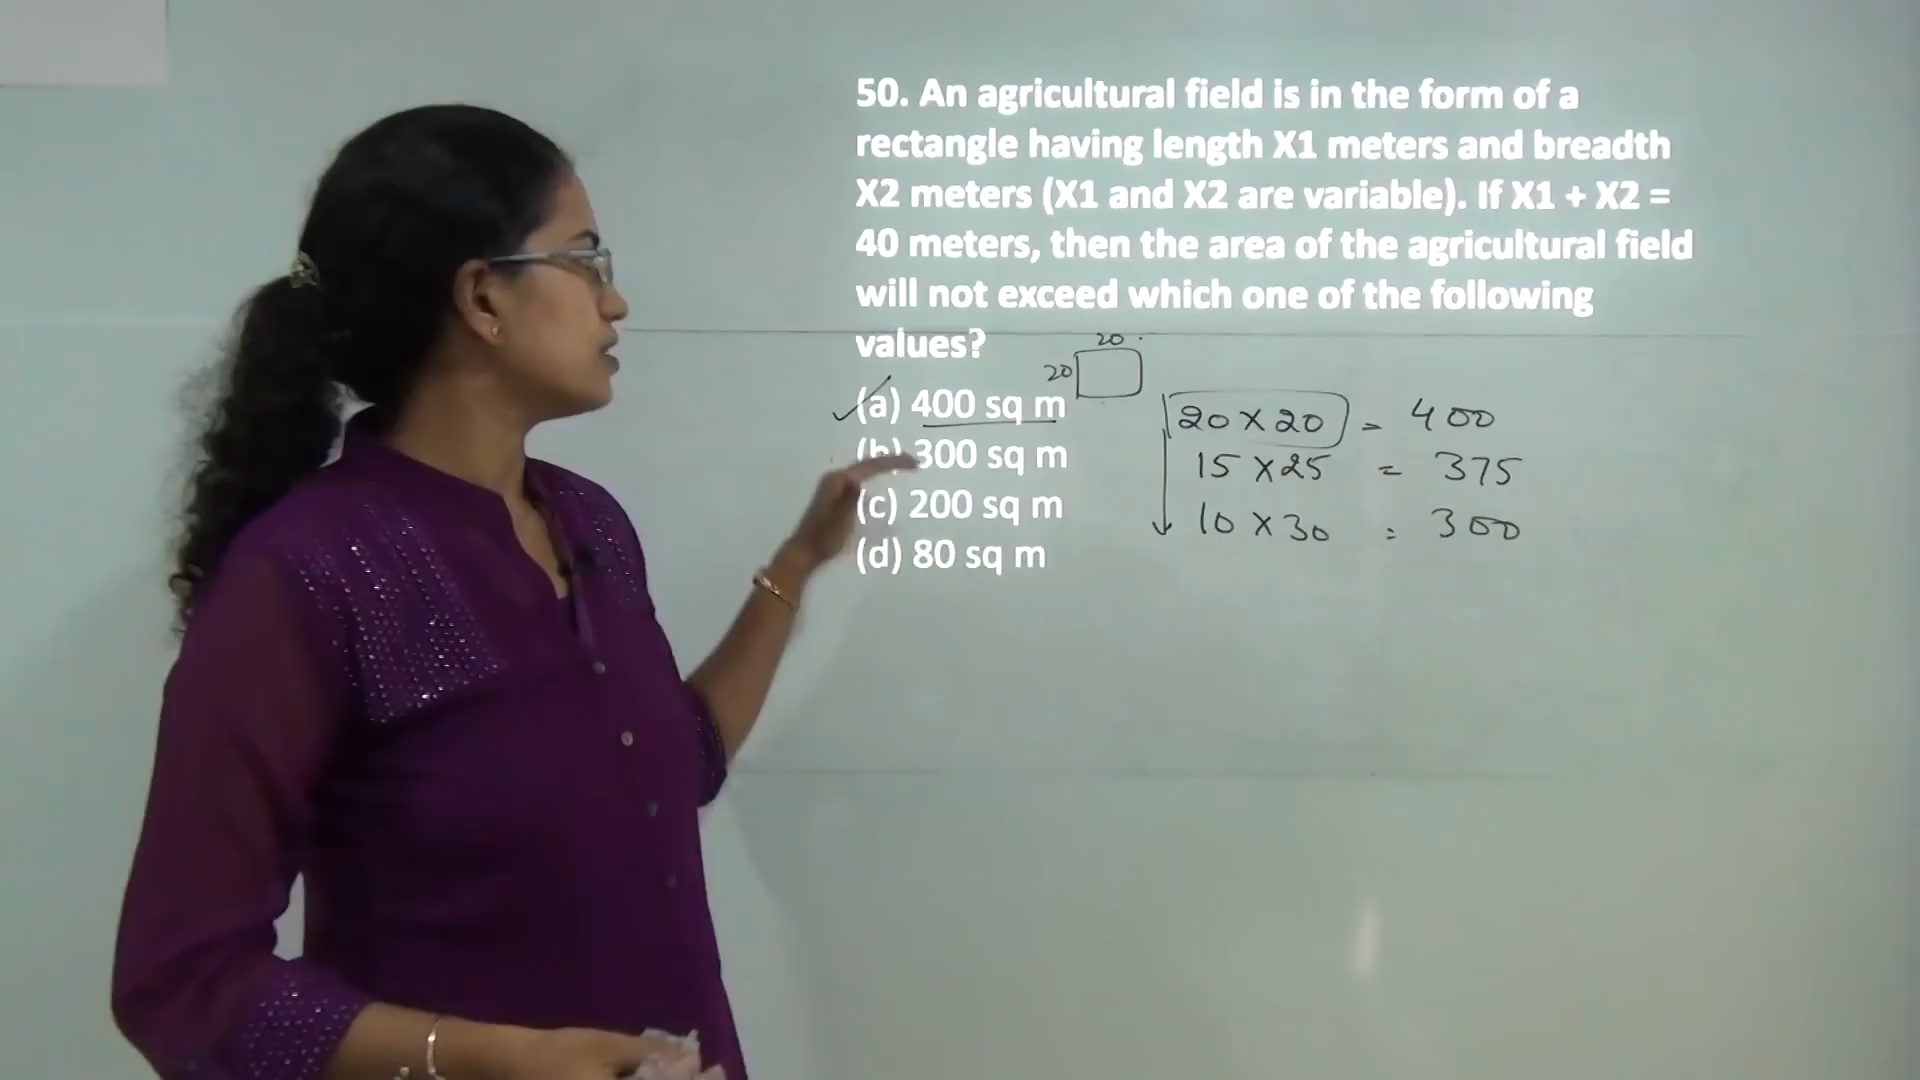 50. An agricultural field is in the form of a
rectangle having length X1 meters and breadth
X2 meters (X1 and X2 are variable). If X1 + X2 =
40 meters, then the area of the agricultural field
will not exceed which one of the following
values?
20
20
(a) 400 sq m
(b) 300 sq m
(c) 200 sq m
(d) 80 sq m
20 x 20 = 400
15 x 25 = 375
10 x 30 = 300